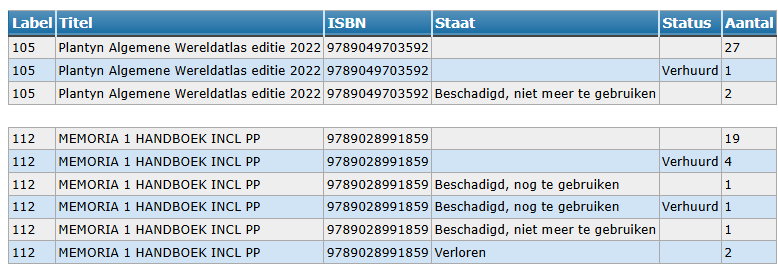 Label Titel ISBN Staat Status Aantal
105 Plantyn Algemene Wereldatlas editie 2022 9789049703592 27
105 Plantyn Algemene Wereldatlas editie 2022 9789049703592 Verhuurd 1
105 Plantyn Algemene Wereldatlas editie 2022 9789049703592 Beschadigd, niet meer te gebruiken 2
112 MEMORIA 1 HANDBOEK INCL PP 9789028991859 19
112 MEMORIA 1 HANDBOEK INCL PP 9789028991859 Verhuurd 4
112 MEMORIA 1 HANDBOEK INCL PP 9789028991859 Beschadigd, nog te gebruiken 1
112 MEMORIA 1 HANDBOEK INCL PP 9789028991859 Beschadigd, nog te gebruiken Verhuurd 1
112 MEMORIA 1 HANDBOEK INCL PP 9789028991859 Beschadigd, niet meer te gebruiken 1
112 MEMORIA 1 HANDBOEK INCL PP 9789028991859 Verloren 2